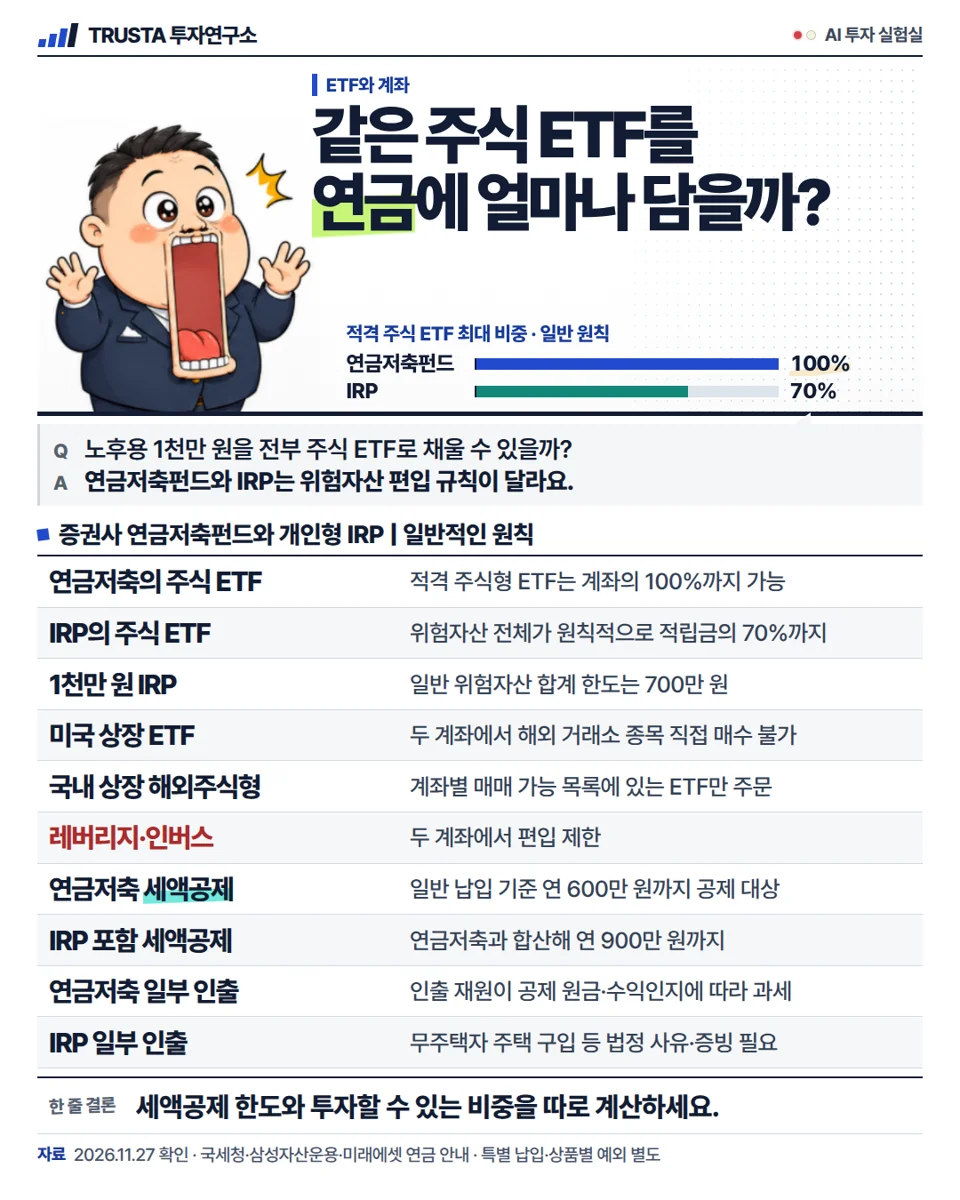 TRUSTA 투자연구소
AI 투자 실험실
ETF와 계좌
같은 주식 ETF를
연금에 얼마나 담을까?
적격 주식 ETF 최대 비중 · 일반 원칙
연금저축펀드 100%
IRP 70%
Q 노후용 1천만 원을 전부 주식 ETF로 채울 수 있을까?
A 연금저축펀드와 IRP는 위험자산 편입 규칙이 달라요.
증권사 연금저축펀드와 개인형 IRP | 일반적인 원칙
연금저축의 주식 ETF 적격 주식형 ETF는 계좌의 100%까지 가능
IRP의 주식 ETF 위험자산 전체가 원칙적으로 적립금의 70%까지
1천만 원 IRP 일반 위험자산 합계 한도는 700만 원
미국 상장 ETF 두 계좌에서 해외 거래소 종목 직접 매수 불가
국내 상장 해외주식형 계좌별 매매 가능 목록에 있는 ETF만 주문
레버리지·인버스 두 계좌에서 편입 제한
연금저축 세액공제 일반 납입 기준 연 600만 원까지 공제 대상
IRP 포함 세액공제 연금저축과 합산해 연 900만 원까지
연금저축 일부 인출 인출 재원이 공제 원금·수익인지에 따라 과세
IRP 일부 인출 무주택자 주택 구입 등 법정 사유·증빙 필요
한 줄 결론 세액공제 한도와 투자할 수 있는 비중을 따로 계산하세요.
자료 2026.11.27 확인 · 국세청·삼성자산운용·미래에셋 연금 안내 · 특별 납입·상품별 예외 별도